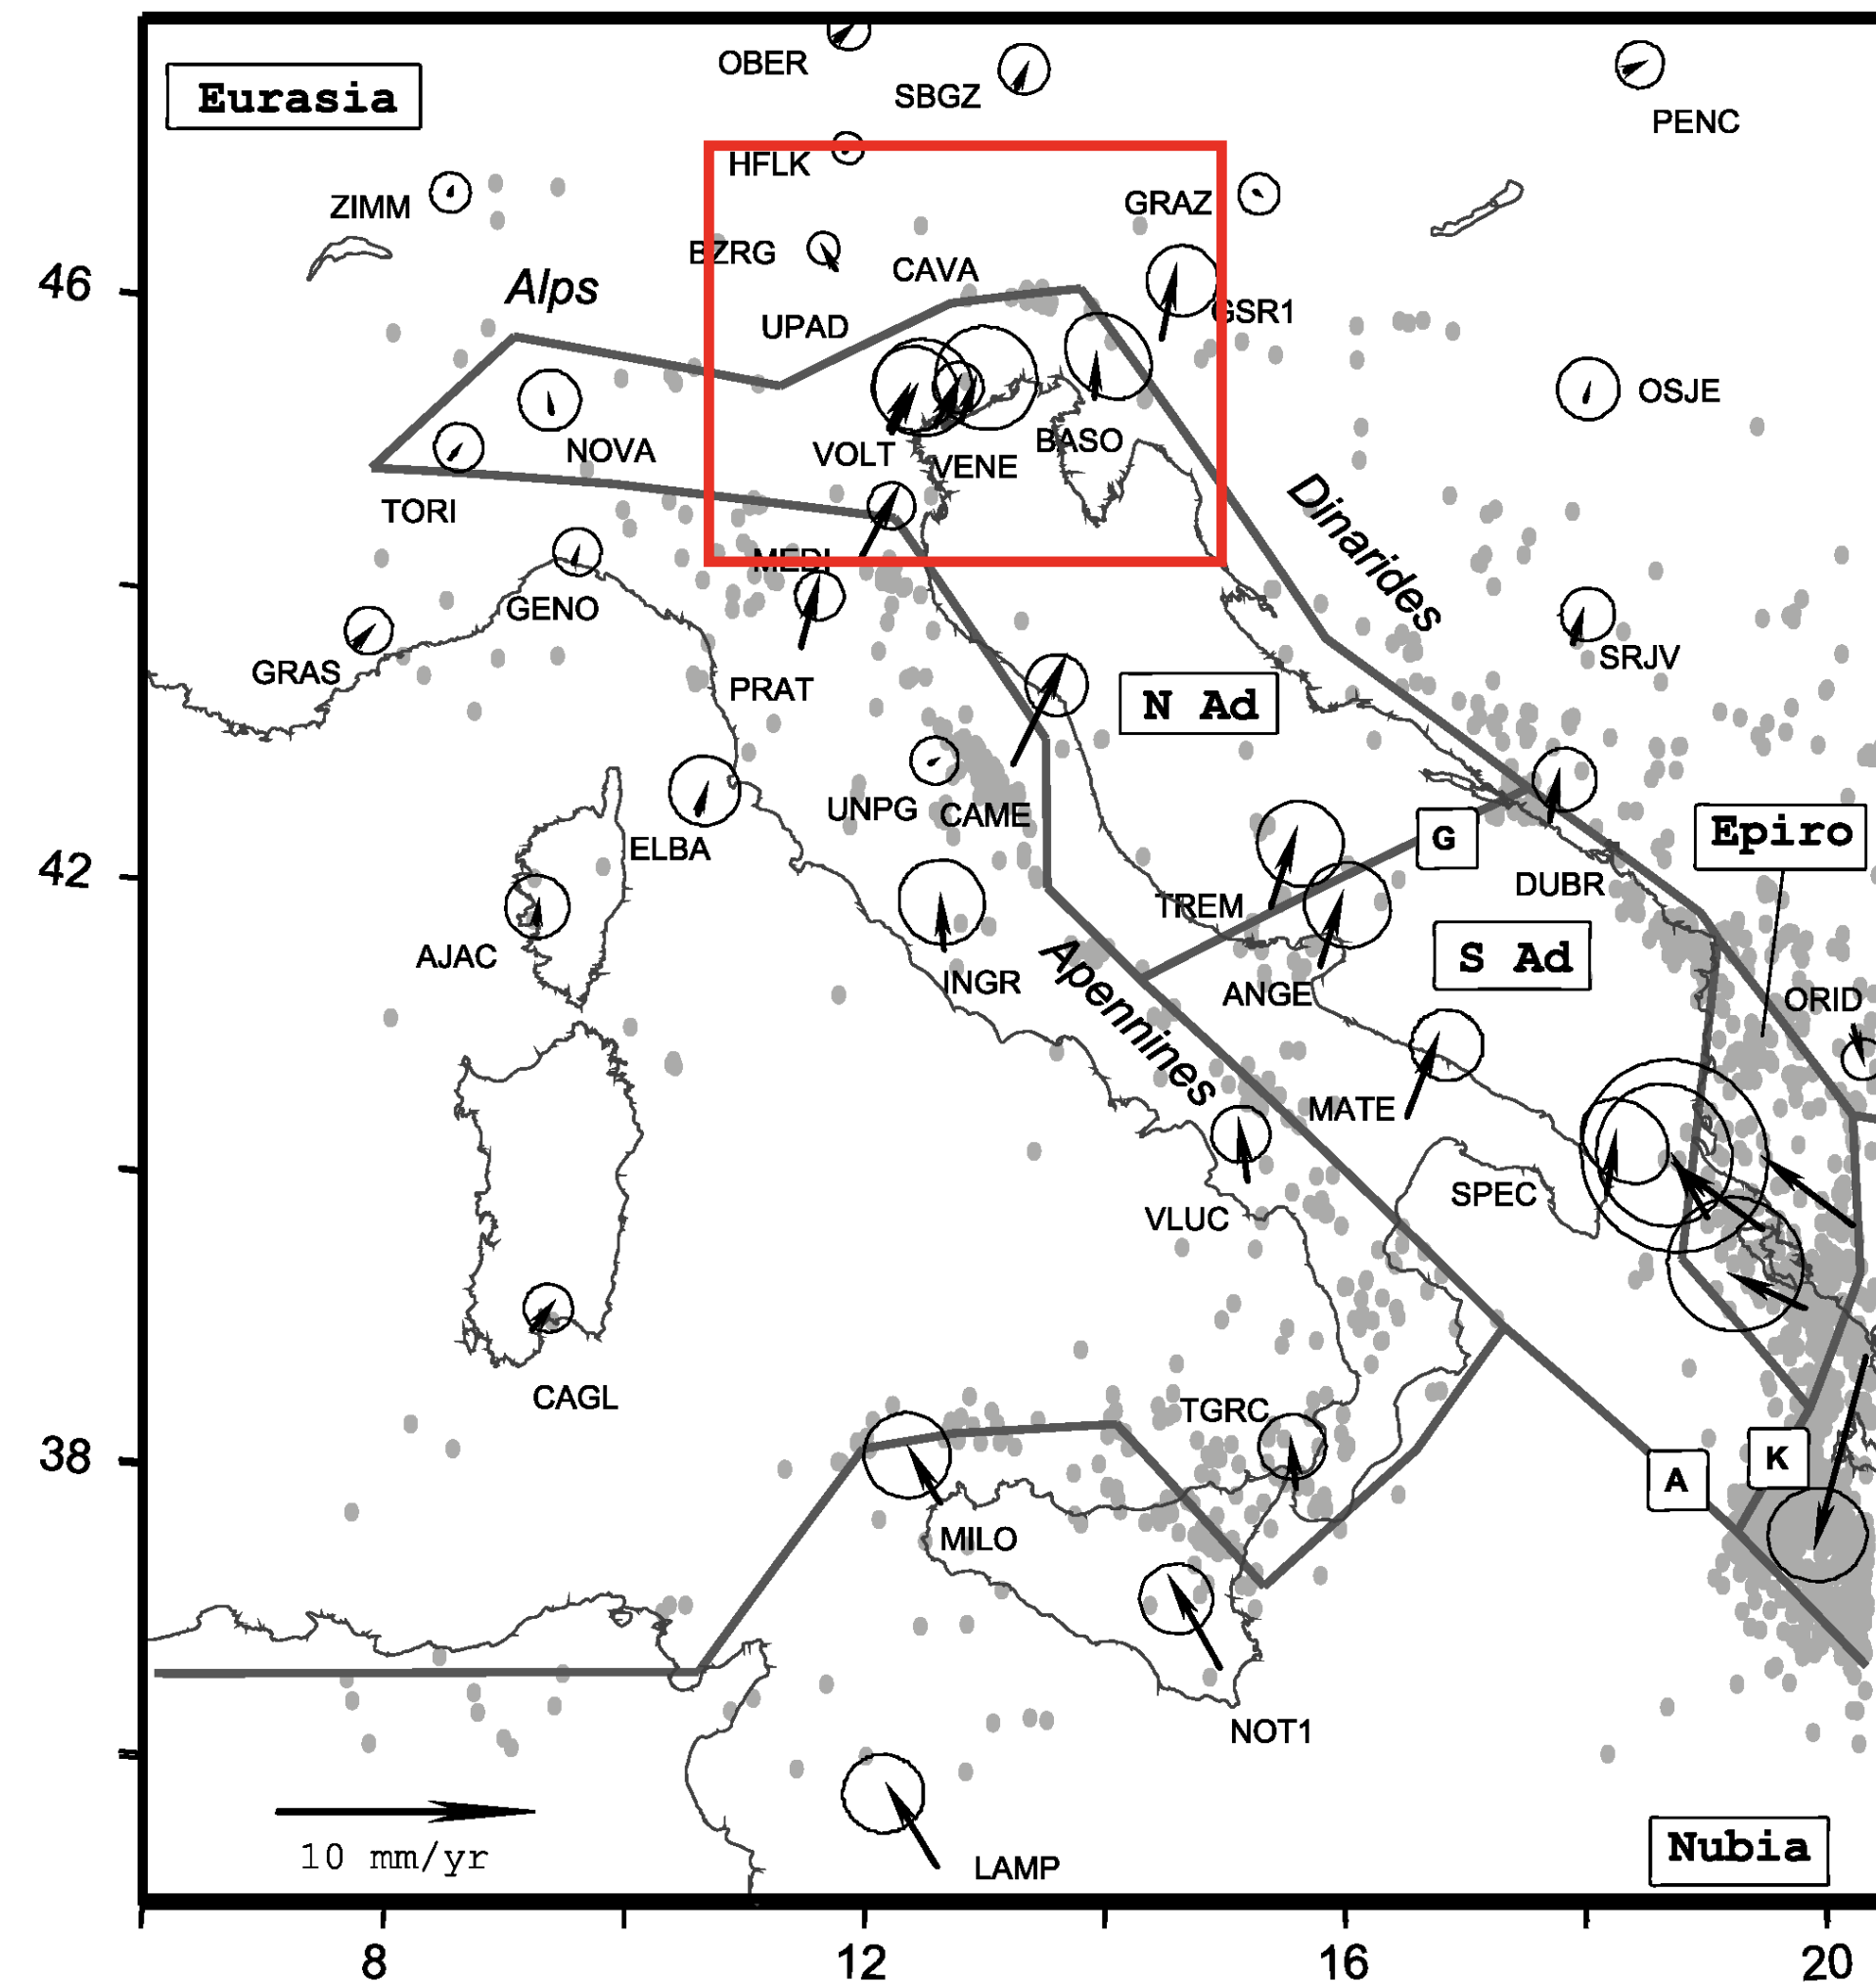 OBER
SBGZ
Eurasia
PENC
HFLK
ZIMM
GRAZ
BZRG
CAVA
46
Alps
GSR1
UPAD
OSJE
NOVA
VOLT
VENE
BASO
TORI
Dinarides
MEDI
GENO
GRAS
SRJV
PRAT
N Ad
UNPG
CAME
ELBA
G
Epiro
42
DUBR
TREM
AJAC
S Ad
INGR
ANGE
ORID
Apennines
MATE
SPEC
VLUC
CAGL
TGRC
38
K
A
MILO
NOT1
10 mm/yr
LAMP
Nubia
8
12
16
20